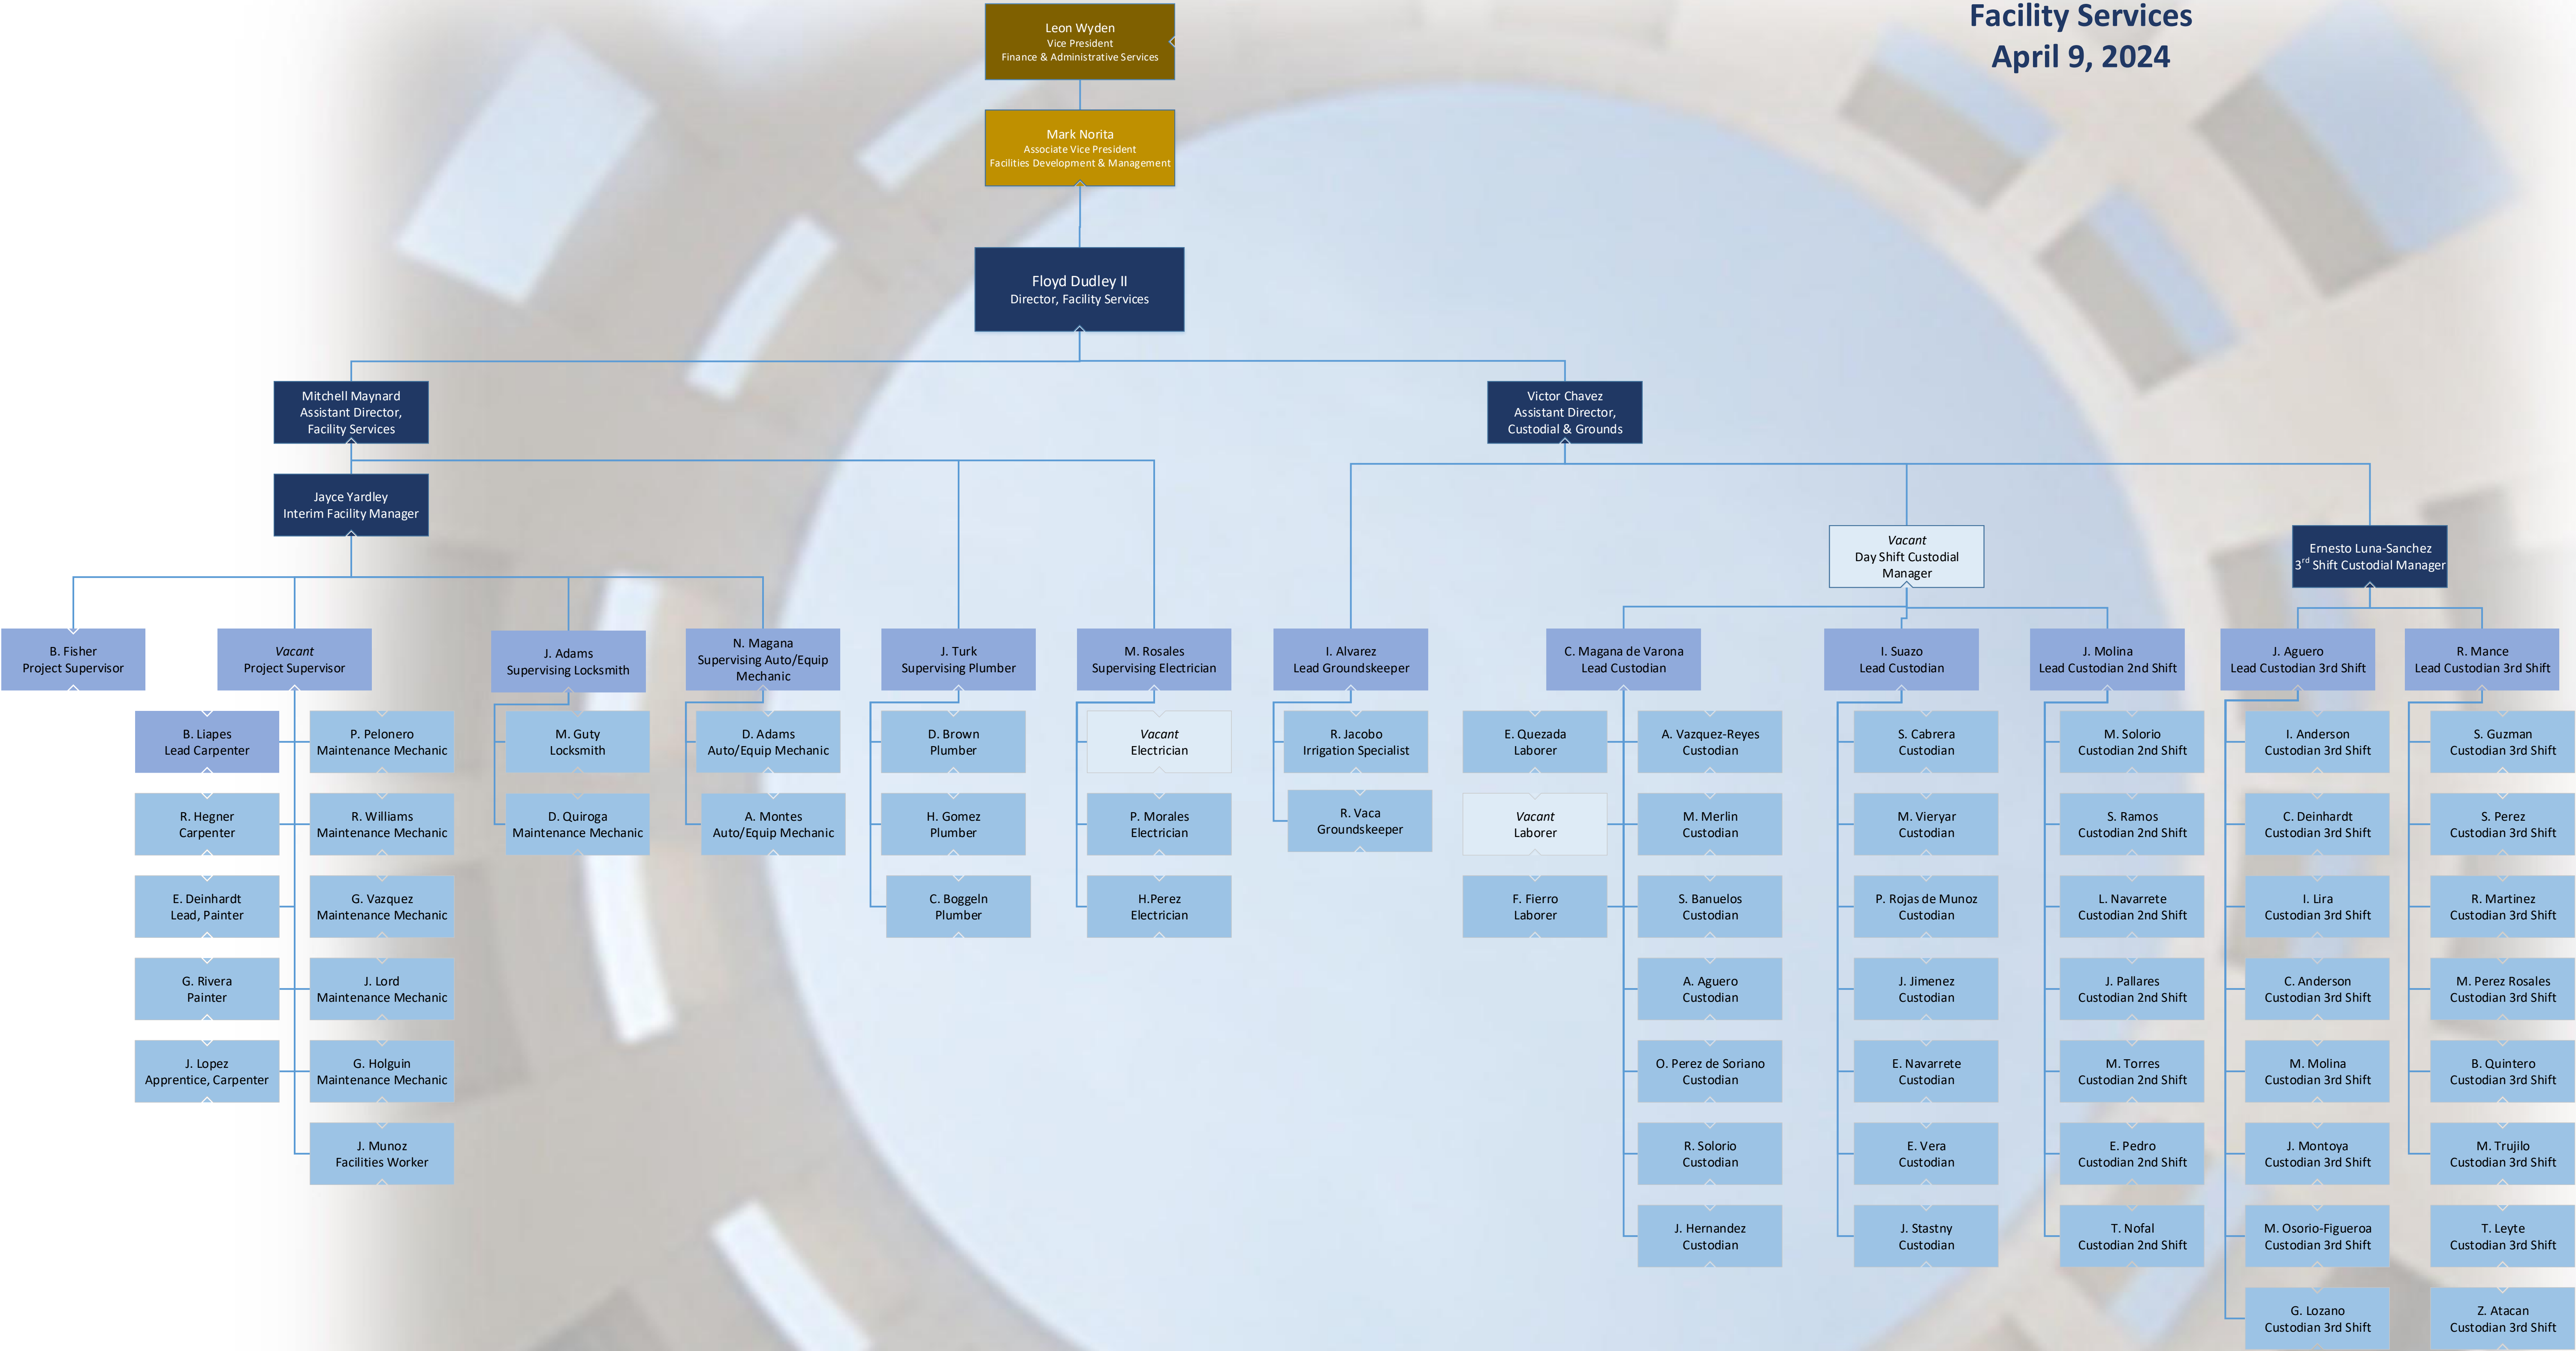 Facility Services
April 9, 2024
Leon Wyden
Vice President
Finance & Administrative Services
Mark Norita
Associate Vice President
Facilities Development & Management
Floyd Dudley II
Director, Facility Services
Mitchell Maynard
Assistant Director,
Facility Services
Victor Chavez
Assistant Director,
Custodial & Grounds
Jayce Yardley
Interim Facility Manager
Vacant
Day Shift Custodial
Manager
Ernesto Luna-Sanchez
3rd Shift Custodial Manager
B. Fisher
Project Supervisor
Vacant
Project Supervisor
J. Adams
Supervising Locksmith
N. Magana
Supervising Auto/Equip
Mechanic
J. Turk
Supervising Plumber
M. Rosales
Supervising Electrician
I. Alvarez
Lead Groundskeeper
C. Magana de Varona
Lead Custodian
I. Suazo
Lead Custodian
J. Molina
Lead Custodian 2nd Shift
J. Aguero
Lead Custodian 3rd Shift
R. Mance
Lead Custodian 3rd Shift
B. Liapes
Lead Carpenter
P. Pelonero
Maintenance Mechanic
M. Guty
Locksmith
D. Adams
Auto/Equip Mechanic
D. Brown
Plumber
Vacant
Electrician
R. Jacobo
Irrigation Specialist
E. Quezada
Laborer
A. Vazquez-Reyes
Custodian
S. Cabrera
Custodian
M. Solorio
Custodian 2nd Shift
I. Anderson
Custodian 3rd Shift
S. Guzman
Custodian 3rd Shift
R. Hegner
Carpenter
R. Williams
Maintenance Mechanic
D. Quiroga
Maintenance Mechanic
A. Montes
Auto/Equip Mechanic
H. Gomez
Plumber
P. Morales
Electrician
R. Vaca
Groundskeeper
Vacant
Laborer
M. Merlin
Custodian
M. Vieryar
Custodian
S. Ramos
Custodian 2nd Shift
C. Deinhardt
Custodian 3rd Shift
S. Perez
Custodian 3rd Shift
E. Deinhardt
Lead, Painter
G. Vazquez
Maintenance Mechanic
C. Boggeln
Plumber
H.Perez
Electrician
F. Fierro
Laborer
S. Banuelos
Custodian
P. Rojas de Munoz
Custodian
L. Navarrete
Custodian 2nd Shift
I. Lira
Custodian 3rd Shift
R. Martinez
Custodian 3rd Shift
G. Rivera
Painter
J. Lord
Maintenance Mechanic
A. Aguero
Custodian
J. Jimenez
Custodian
J. Pallares
Custodian 2nd Shift
C. Anderson
Custodian 3rd Shift
M. Perez Rosales
Custodian 3rd Shift
J. Lopez
Apprentice, Carpenter
G. Holguin
Maintenance Mechanic
O. Perez de Soriano
Custodian
E. Navarrete
Custodian
M. Torres
Custodian 2nd Shift
M. Molina
Custodian 3rd Shift
B. Quintero
Custodian 3rd Shift
J. Munoz
Facilities Worker
R. Solorio
Custodian
E. Vera
Custodian
E. Pedro
Custodian 2nd Shift
J. Montoya
Custodian 3rd Shift
M. Trujilo
Custodian 3rd Shift
J. Hernandez
Custodian
J. Stastny
Custodian
T. Nofal
Custodian 2nd Shift
M. Osorio-Figueroa
Custodian 3rd Shift
T. Leyte
Custodian 3rd Shift
G. Lozano
Custodian 3rd Shift
Z. Atacan
Custodian 3rd Shift